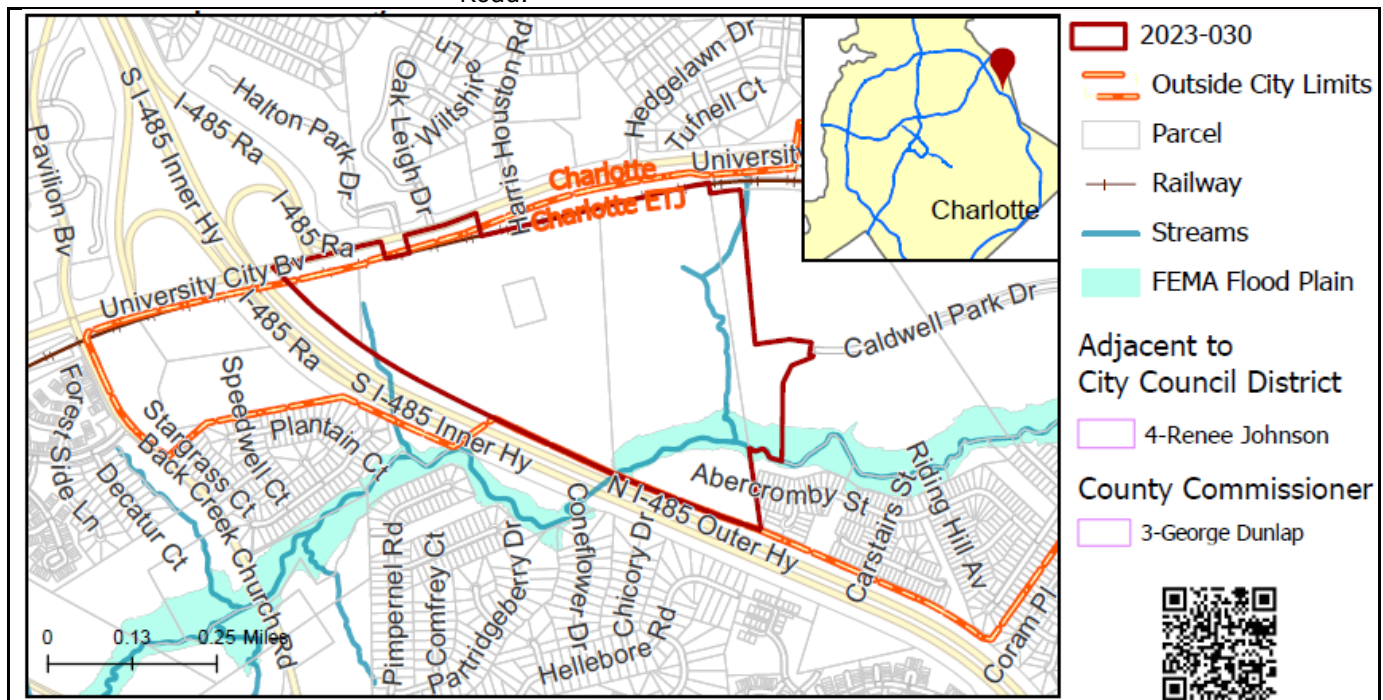 Road.
S I-485 Inner Hy
I-485 Ra
Halton Park Dr
Oak Leigh Dr
Wiltshire
Ln
Harris Houston Rd
Hedgelawn Dr
Tufnell Ct
University
Pavilion Bv
I-485 Ra
University City Bv
I-485 Ra
Charlotte
Charlotte ETJ
Caldwell Park Dr
S I-485 Inner Hy
Forest Side Ln
Stargrass Ct
Speedwell Ct
Plantain Ct
Decatur Ct
Back Creek Church Rd
Pimpernel Rd
Comfrey Ct
Partridgeberry Dr
Coneflower Dr
Chicory Dr
Hellebore Rd
N I-485 Outer Hy
Abercromby St
Carstairs St
Riding Hill Av
Coram Pl
0 0.13 0.25 Miles
Charlotte
2023-030
Outside City Limits
Parcel
Railway
Streams
FEMA Flood Plain
Adjacent to
City Council District
4-Renee Johnson
County Commissioner
3-George Dunlap